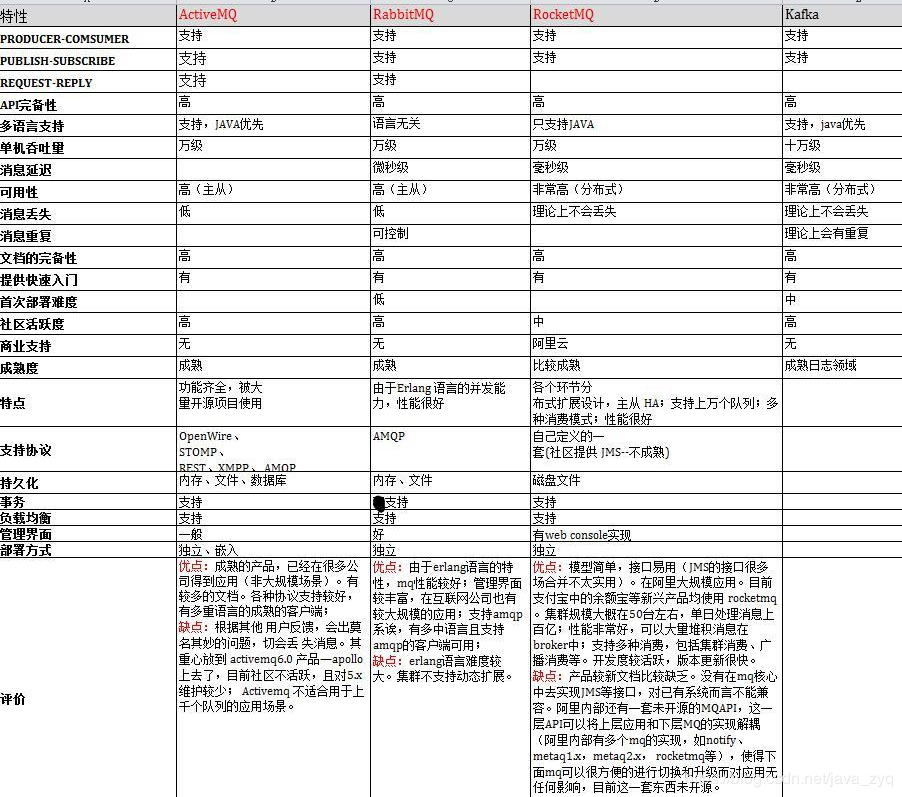 特性 ActiveMQ RabbitMQ RocketMQ Kafka
PRODUCER-COMSUMER 支持 支持 支持 支持
PUBLISH-SUBSCRIBE 支持 支持 支持 支持
REQUEST-REPLY 支持 支持
API完备性 高 高 高 高
多语言支持 支持，JAVA优先 语言无关 只支持JAVA 支持，java优先
单机吞吐量 万级 万级 万级 十万级
消息延迟 微秒级 毫秒级 毫秒级
可用性 高（主从） 高（主从） 非常高（分布式） 非常高（分布式）
消息丢失 低 低 理论上不会丢失 理论上不会丢失
消息重复 可控制 理论上会有重复
文档的完备性 高 高 高 高
提供快速入门 有 有 有 有
首次部署难度 低 中
社区活跃度 高 高 中 高
商业支持 无 无 阿里云 无
成熟度 成熟 成熟 比较成熟 成熟日志领域
特点
功能齐全，被大
量开源项目使用
由于Erlang 语言的并发能
力，性能很好
各个环节分
布式扩展设计，主从 HA；支持上万个队列；多
种消费模式；性能很好
支持协议
OpenWire、
STOMP、
REST、XMPP、 AMQP
AMQP
自己定义的一
套(社区提供 JMS--不成熟)
持久化 内存、文件、数据库 内存、文件 磁盘文件
事务 支持 支持 支持
负载均衡 支持 支持 支持
管理界面 一般 好 有web console实现
部署方式 独立、嵌入 独立 独立
评价
优点：成熟的产品，已经在很多公
司得到应用（非大规模场景）。有
较多的文档。各种协议支持较好，
有多重语言的成熟的客户端；
缺点：根据其他 用户反馈，会出莫
名其妙的问题，切会丢 失消息。其
重心放到 activemq6.0 产品—apollo
上去了，目前社区不活跃，且对5.x
维护较少； Activemq 不适合用于上
千个队列的应用场景。
优点：由于erlang语言的特
性，mq性能较好；管理界面
较丰富，在互联网公司也有
较大规模的应用；支持amqp
系诶，有多中语言且支持
amqp的客户端可用；
缺点：erlang语言难度较
大。集群不支持动态扩展。
优点：模型简单，接口易用（JMS的接口很多
场合并不太实用）。在阿里大规模应用。目前
支付宝中的余额宝等新兴产品均使用 rocketmq
。集群规模大概在50台左右，单日处理消息上
百亿；性能非常好，可以大量堆积消息在
broker中；支持多种消费，包括集群消费、广
播消费等。开发度较活跃，版本更新很快。
缺点：产品较新文档比较缺乏。没有在mq核心
中去实现JMS等接口，对已有系统而言不能兼
容。阿里内部还有一套未开源的MQAPI，这一
层API可以将上层应用和下层MQ的实现解耦
（阿里内部有多个mq的实现，如notify、
metaq1.x，metaq2.x， rocketmq等），使得下
面mq可以很方便的进行切换和升级而对应用无
任何影响，目前这一套东西未开源。